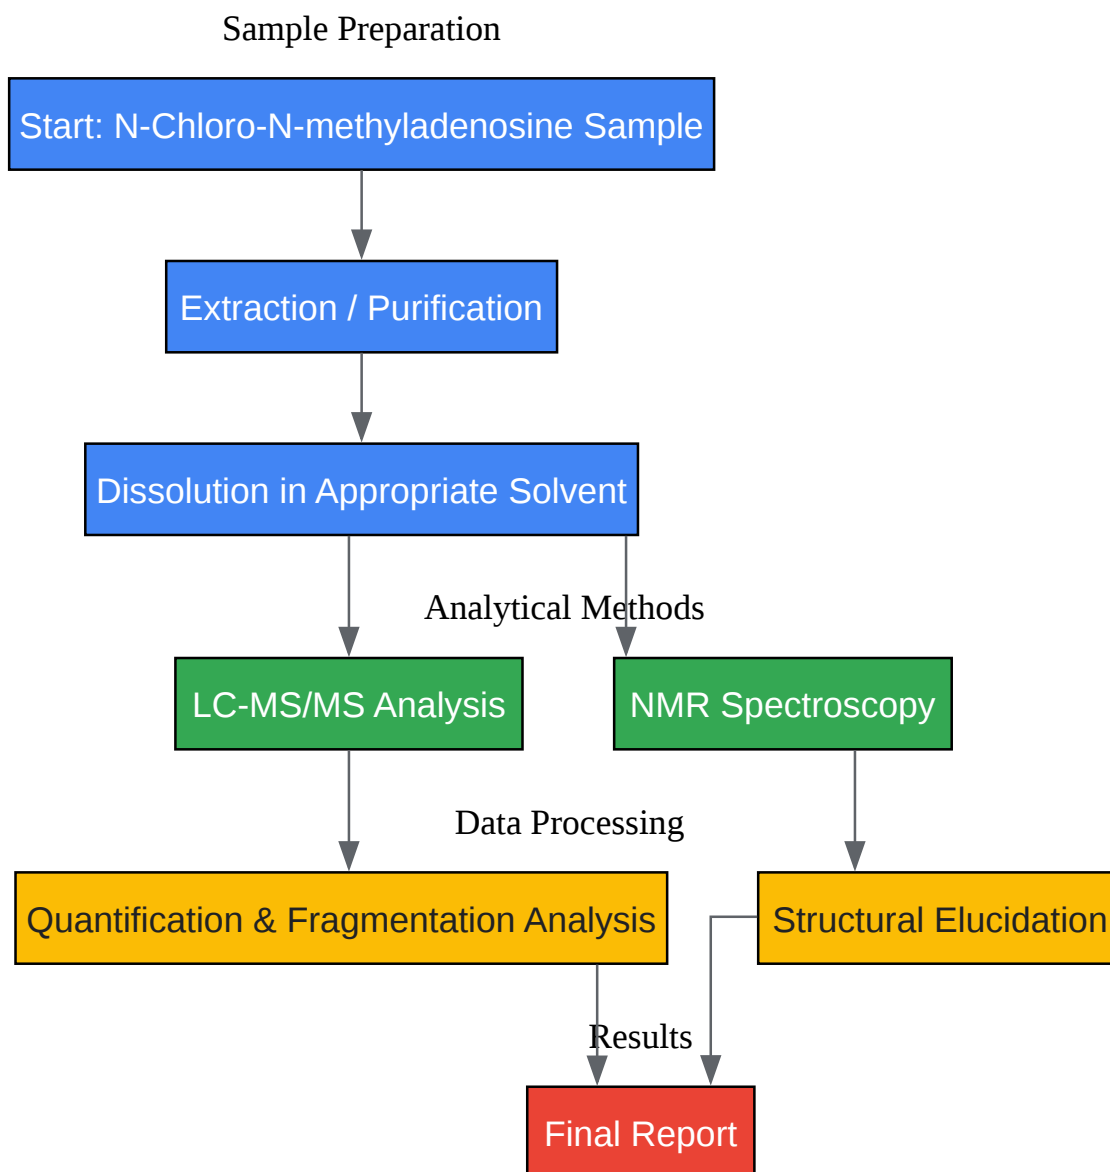 Sample Preparation
Start: N-Chloro-N-methyladenosine Sample
Extraction / Purification
Dissolution in Appropriate Solvent
Analytical Methods
LC-MS/MS Analysis
NMR Spectroscopy
Data Processing
Quantification & Fragmentation Analysis
Structural Elucidation
Results
Final Report